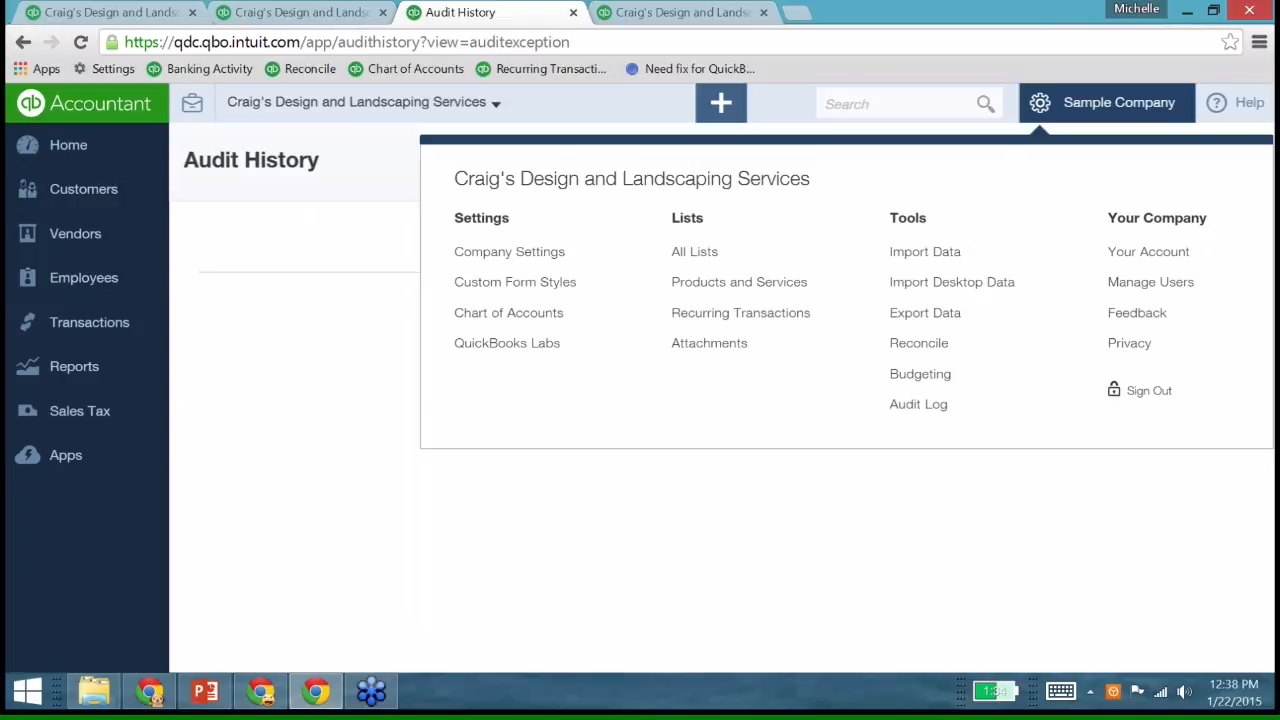 Craig's Design and Landsc
Craig's Design and Landsc
Audit History
Craig's Design and Landsc
Michelle
https://qdc.qbo.intuit.com/app/audithistory?view=auditexception
Apps Settings Banking Activity Reconcile Chart of Accounts Recurring Transacti... Need fix for QuickB...
qb Accountant
Craig's Design and Landscaping Services
Search
Sample Company
Help
Home
Customers
Vendors
Employees
Transactions
Reports
Sales Tax
Apps
Audit History
Craig's Design and Landscaping Services
Settings
Company Settings
Custom Form Styles
Chart of Accounts
QuickBooks Labs
Lists
All Lists
Products and Services
Recurring Transactions
Attachments
Tools
Import Data
Import Desktop Data
Export Data
Reconcile
Budgeting
Audit Log
Your Company
Your Account
Manage Users
Feedback
Privacy
Sign Out
12:38 PM
1/22/2015